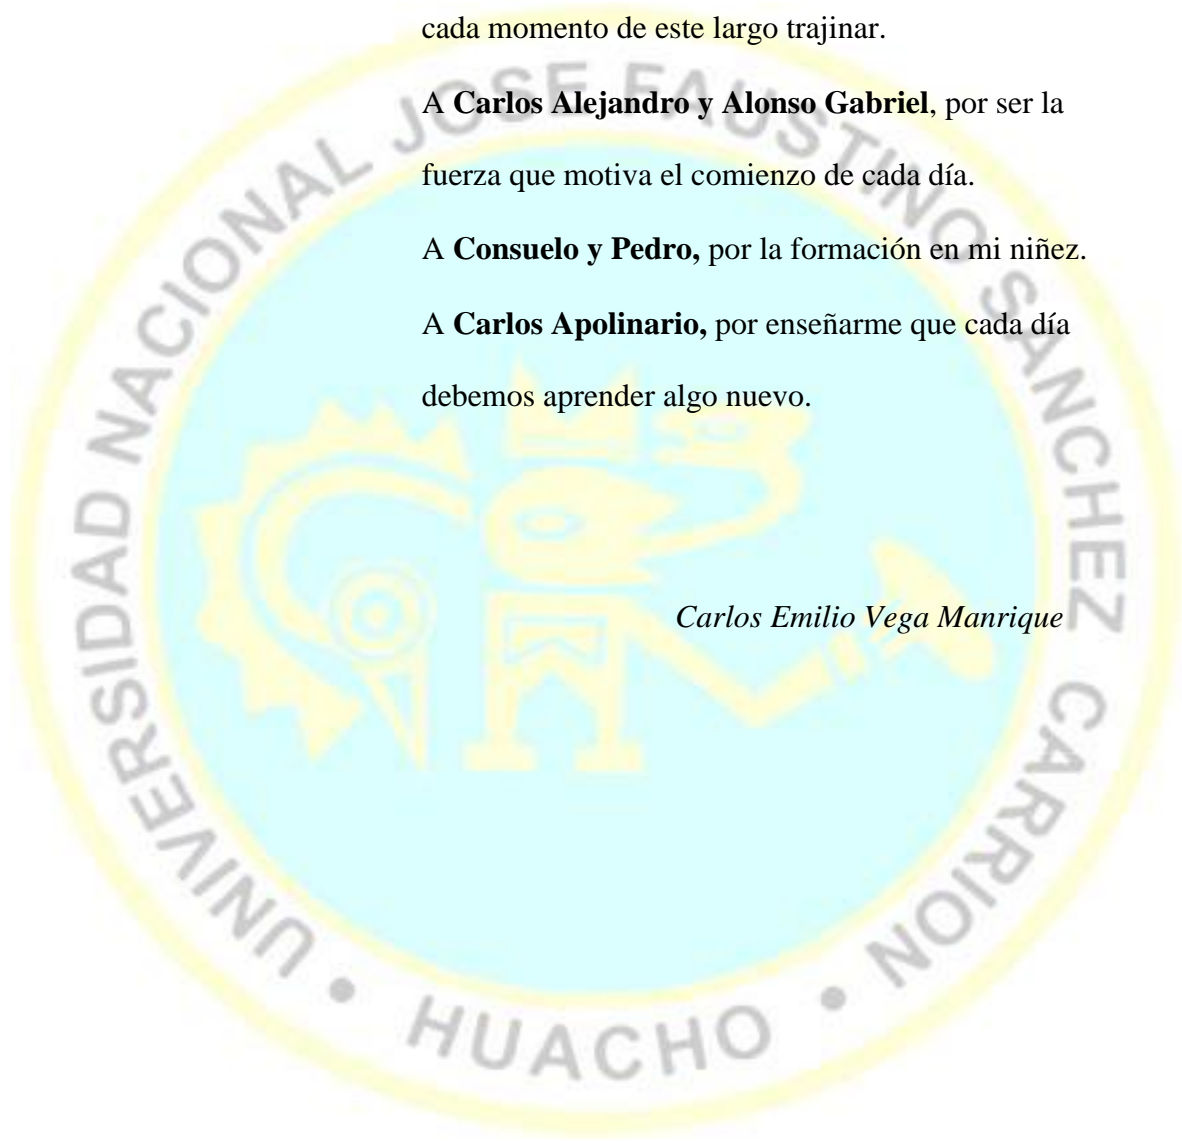 cada momento de este largo trajinar.
A Carlos Alejandro y Alonso Gabriel, por ser la
fuerza que motiva el comienzo de cada día.
A Consuelo y Pedro, por la formación en mi niñez.
A Carlos Apolinario, por enseñarme que cada día
debemos aprender algo nuevo.
Carlos Emilio Vega Manrique
UNIVERSIDAD NACIONAL JOSE FAUSTINO SANCHEZ CARRION
• HUACHO •